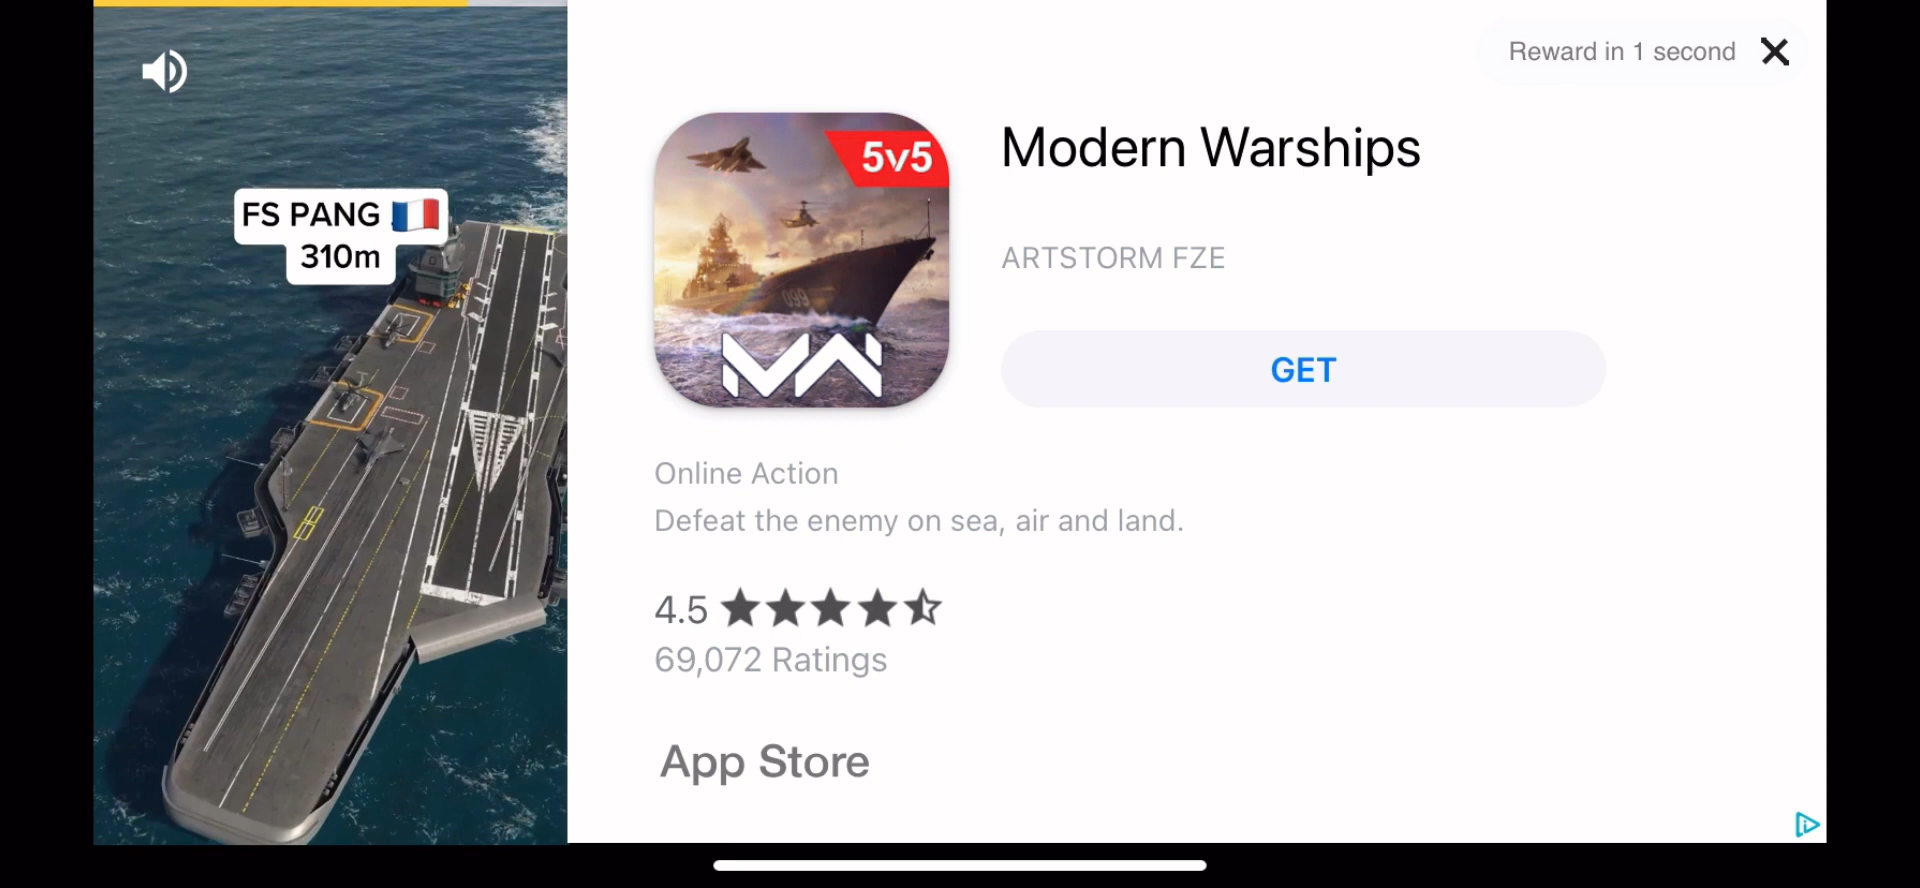 FS PANG 🇫🇷
310m
Reward in 1 second
5v5
099
Modern Warships
ARTSTORM FZE
GET
Online Action
Defeat the enemy on sea, air and land.
4.5
69,072 Ratings
App Store